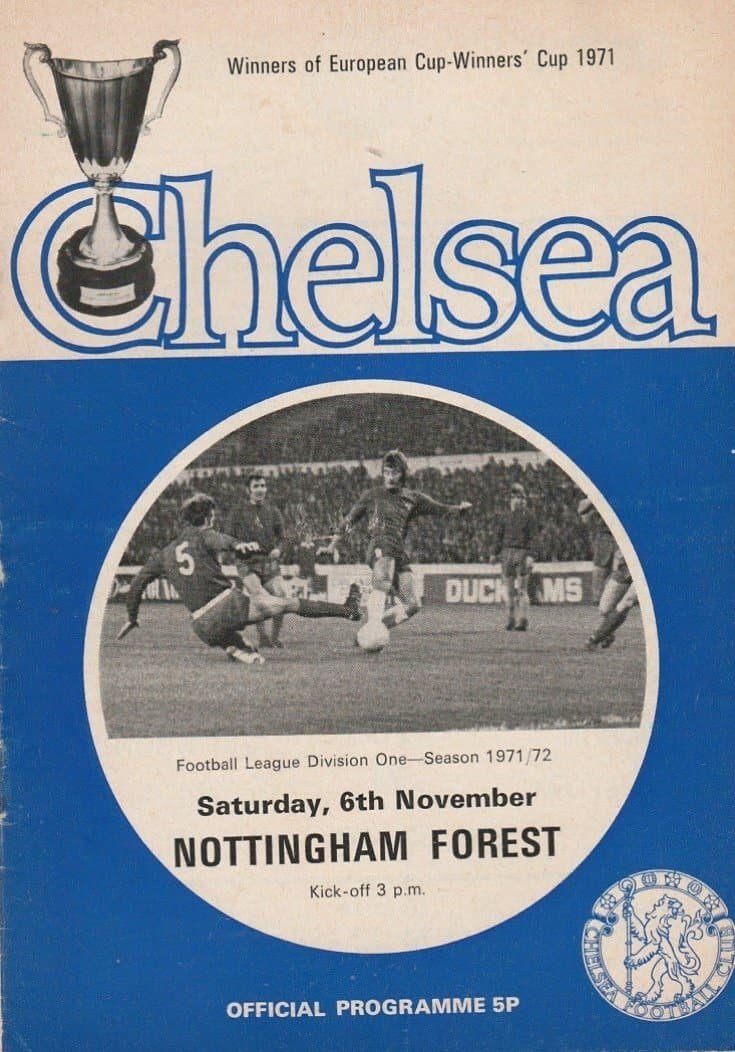 Winners of European Cup-Winners' Cup 1971
Chelsea
5
DUCKHAMS
Football League Division One—Season 1971/72
Saturday, 6th November
NOTTINGHAM FOREST
Kick-off 3 p.m.
CHELSEA FOOTBALL CLUB
OFFICIAL PROGRAMME 5P